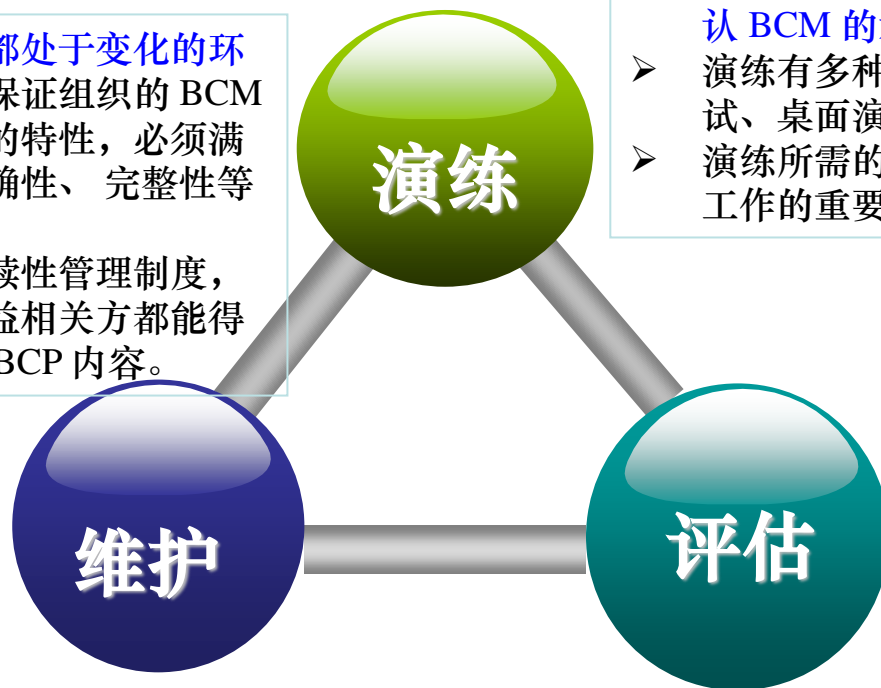 都处于变化的环
保证组织的 BCM
的特性，必须满
确性、 完整性等
续性管理制度，
益相关方都能得
BCP 内容。
认 BCM 的
➢ 演练有多种
试、桌面演
➢ 演练所需的
工作的重要
演练
维护
评估